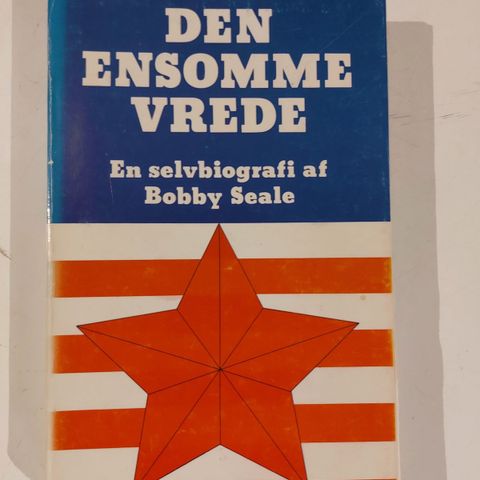 DEN
ENSOMME
VREDE
En selvbiografi af
Bobby Seale